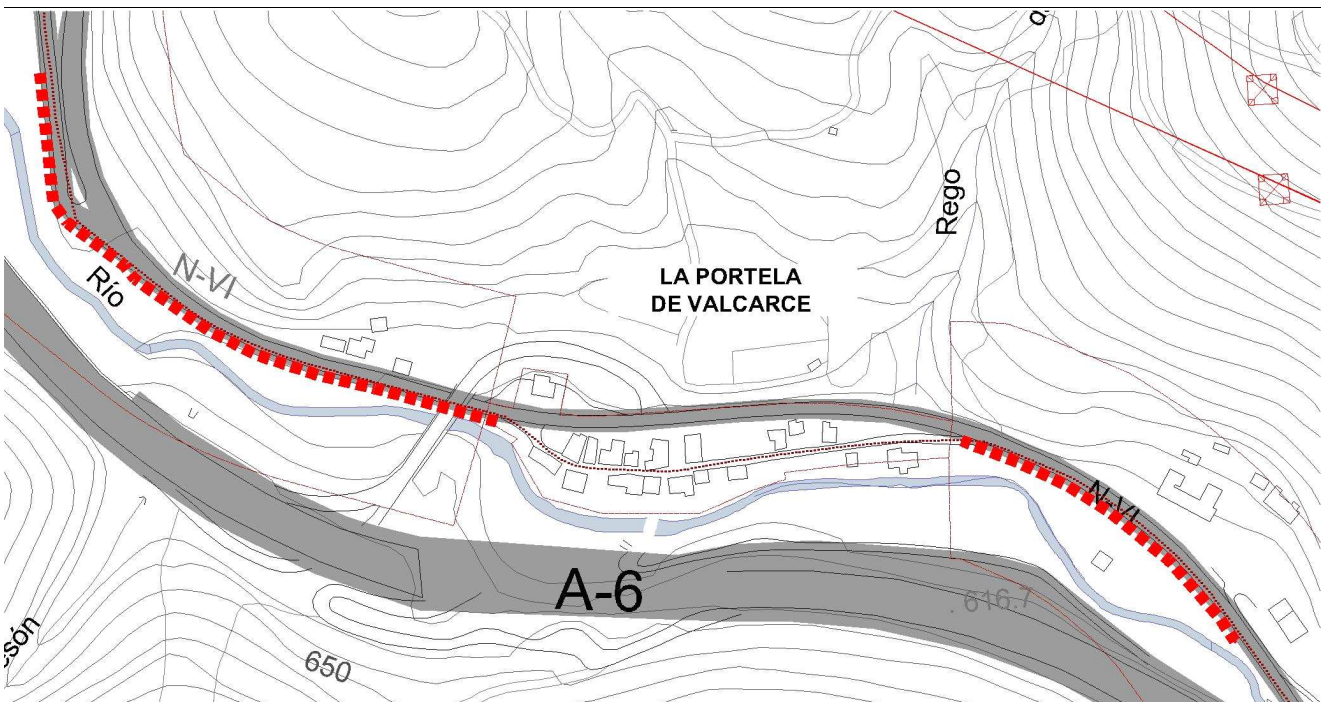 Rego
N-VI
Río
LA PORTELA
DE VALCARCE
N-VI
A-6
. 616.7
650